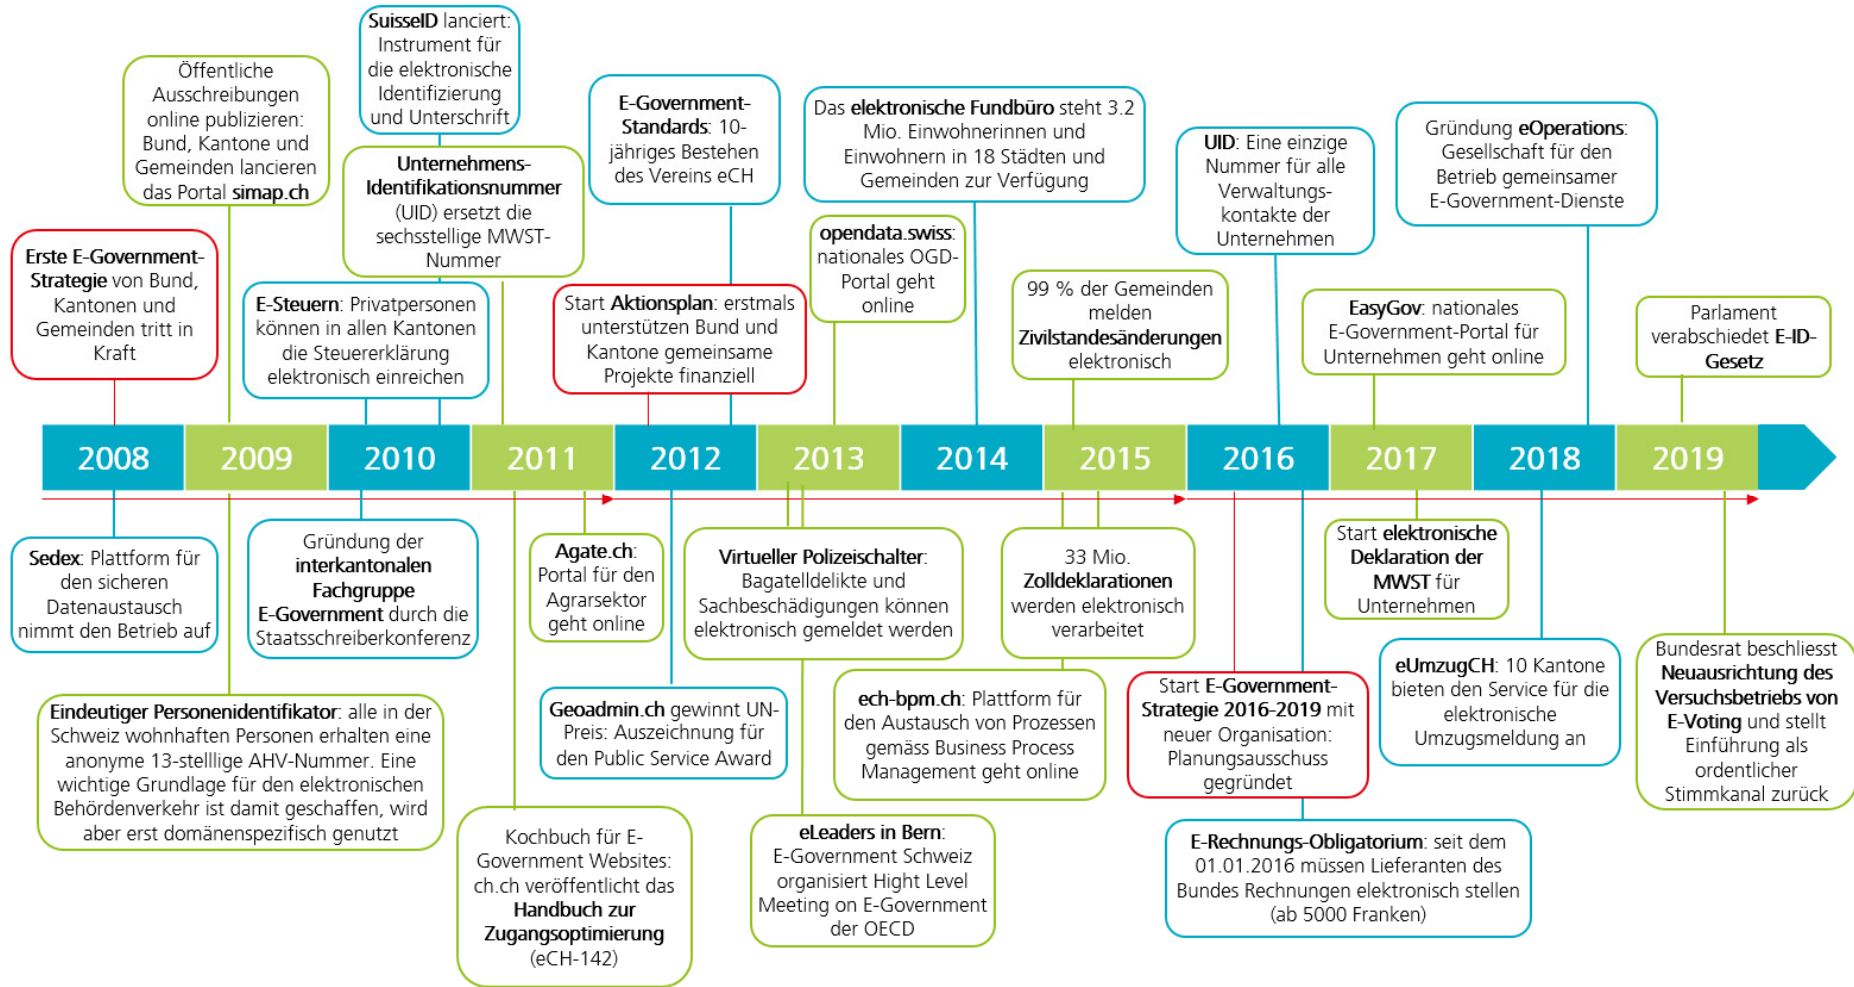 SuisseID lanciert:
Instrument für
die elektronische
Identifizierung
und Unterschrift
Öffentliche
Ausschreibungen
online publizieren:
Bund, Kantone und
Gemeinden lancieren
das Portal simap.ch
E-Government-
Standards: 10-
jähriges Bestehen
des Vereins eCH
Das elektronische Fundbüro steht 3.2
Mio. Einwohnerinnen und
Einwohnern in 18 Städten und
Gemeinden zur Verfügung
UID: Eine einzige
Nummer für alle
Verwaltungs-
kontakte der
Unternehmen
Gründung eOperations:
Gesellschaft für den
Betrieb gemeinsamer
E-Government-Dienste
Unternehmens-
Identifikationsnummer
(UID) ersetzt die
sechsstellige MWST-
Nummer
Erste E-Government-
Strategie von Bund,
Kantonen und
Gemeinden tritt in
Kraft
E-Steuern: Privatpersonen
können in allen Kantonen
die Steuererklärung
elektronisch einreichen
Start Aktionsplan: erstmals
unterstützen Bund und
Kantone gemeinsame
Projekte finanziell
opendata.swiss:
nationales OGD-
Portal geht
online
99 % der Gemeinden
melden
Zivilstandesänderungen
elektronisch
EasyGov: nationales
E-Government-Portal für
Unternehmen geht online
Parlament
verabschiedet E-ID-
Gesetz
2008
2009
2010
2011
2012
2013
2014
2015
2016
2017
2018
2019
Sedex: Plattform für
den sicheren
Datenaustausch
nimmt den Betrieb auf
Gründung der
interkantonalen
Fachgruppe
E-Government durch die
Staatsschreiberkonferenz
Agate.ch:
Portal für den
Agrarsektor
geht online
Virtueller Polizeischalter:
Bagatelldelikte und
Sachbeschädigungen können
elektronisch gemeldet werden
33 Mio.
Zolldeklarationen
werden elektronisch
verarbeitet
Start elektronische
Deklaration der
MWST für
Unternehmen
Eindeutiger Personenidentifikator: alle in der
Schweiz wohnhaften Personen erhalten eine
anonyme 13-stelllige AHV-Nummer. Eine
wichtige Grundlage für den elektronischen
Behördenverkehr ist damit geschaffen, wird
aber erst domänenspezifisch genutzt
Geoadmin.ch gewinnt UN-
Preis: Auszeichnung für
den Public Service Award
ech-bpm.ch: Plattform für
den Austausch von Prozessen
gemäss Business Process
Management geht online
Start E-Government-
Strategie 2016-2019 mit
neuer Organisation:
Planungsausschuss
gegründet
eUmzugCH: 10 Kantone
bieten den Service für die
elektronische
Umzugsmeldung an
Bundesrat beschliesst
Neuausrichtung des
Versuchsbetriebs von
E-Voting und stellt
Einführung als
ordentlicher
Stimmkanal zurück
Kochbuch für E-
Government Websites:
ch.ch veröffentlicht das
Handbuch zur
Zugangsoptimierung
(eCH-142)
eLeaders in Bern:
E-Government Schweiz
organisiert Hight Level
Meeting on E-Government
der OECD
E-Rechnungs-Obligatorium: seit dem
01.01.2016 müssen Lieferanten des
Bundes Rechnungen elektronisch stellen
(ab 5000 Franken)